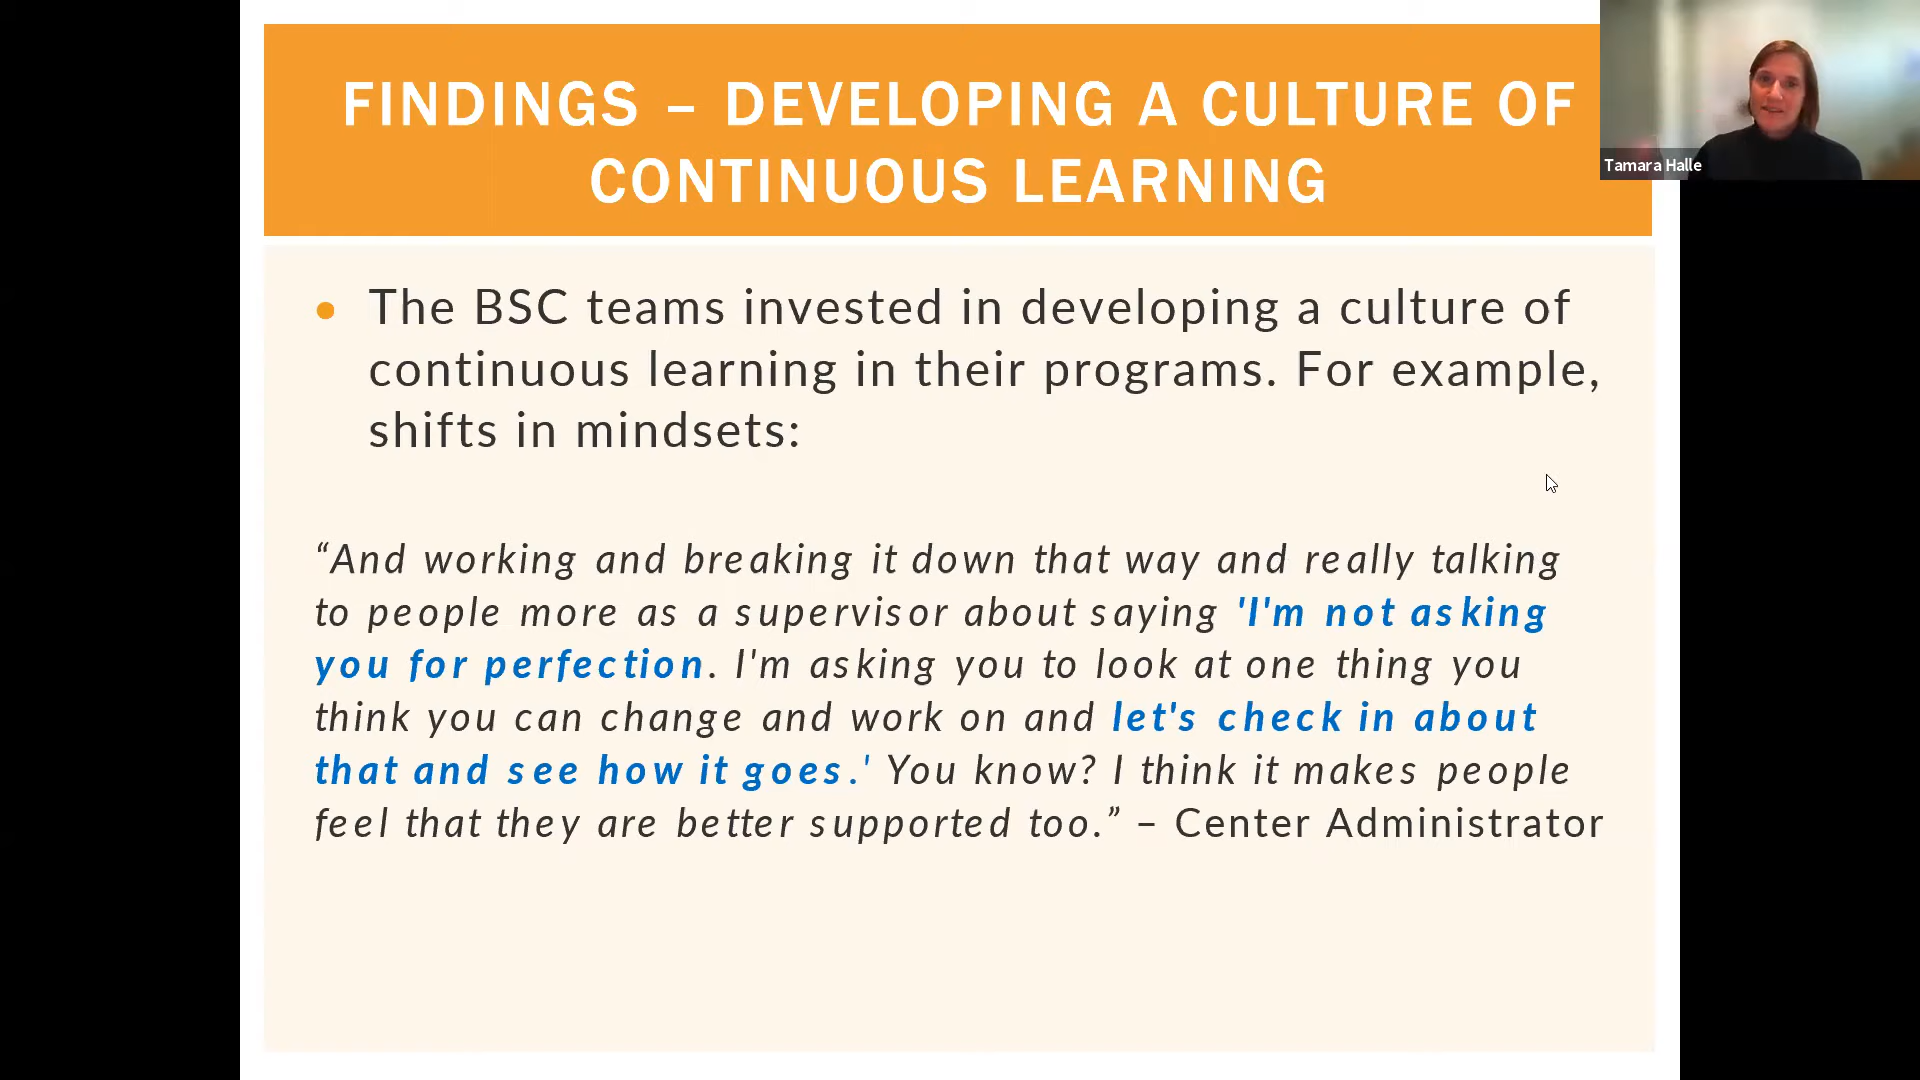 FINDINGS – DEVELOPING A CULTURE OF
CONTINUOUS LEARNING
Tamara Halle
• The BSC teams invested in developing a culture of
continuous learning in their programs. For example,
shifts in mindsets:
“And working and breaking it down that way and really talking
to people more as a supervisor about saying 'I'm not asking
you for perfection. I'm asking you to look at one thing you
think you can change and work on and let's check in about
that and see how it goes.' You know? I think it makes people
feel that they are better supported too.” – Center Administrator